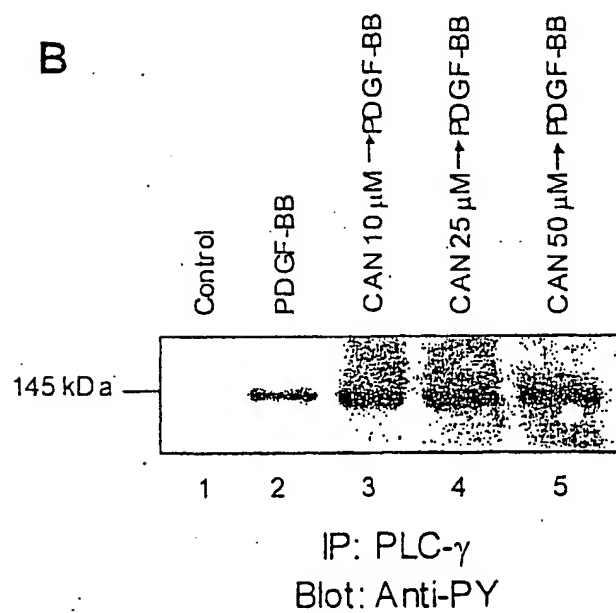 B
Control
PDGF-BB
CAN 10 µM→PDGF-BB
CAN 25 µM→PDGF-BB
CAN 50 µM→PDGF-BB
145 kDa
1 2 3 4 5
IP: PLC-γ
Blot: Anti-PY